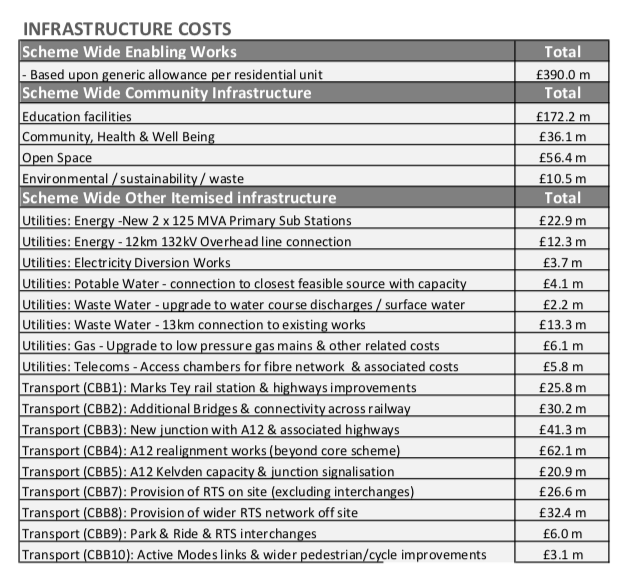 INFRASTRUCTURE COSTS
Scheme Wide Enabling Works Total
- Based upon generic allowance per residential unit £390.0 m
Scheme Wide Community Infrastructure Total
Education facilities £172.2 m
Community, Health & Well Being £36.1 m
Open Space £56.4 m
Environmental / sustainability / waste £10.5 m
Scheme Wide Other Itemised infrastructure Total
Utilities: Energy -New 2 x 125 MVA Primary Sub Stations £22.9 m
Utilities: Energy - 12km 132kV Overhead line connection £12.3 m
Utilities: Electricity Diversion Works £3.7 m
Utilities: Potable Water - connection to closest feasible source with capacity £4.1 m
Utilities: Waste Water - upgrade to water course discharges / surface water £2.2 m
Utilities: Waste Water - 13km connection to existing works £13.3 m
Utilities: Gas - Upgrade to low pressure gas mains & other related costs £6.1 m
Utilities: Telecoms - Access chambers for fibre network & associated costs £5.8 m
Transport (CBB1): Marks Tey rail station & highways improvements £25.8 m
Transport (CBB2): Additional Bridges & connectivity across railway £30.2 m
Transport (CBB3): New junction with A12 & associated highways £41.3 m
Transport (CBB4): A12 realignment works (beyond core scheme) £62.1 m
Transport (CBB5): A12 Kelvden capacity & junction signalisation £20.9 m
Transport (CBB7): Provision of RTS on site (excluding interchanges) £26.6 m
Transport (CBB8): Provision of wider RTS network off site £32.4 m
Transport (CBB9): Park & Ride & RTS interchanges £6.0 m
Transport (CBB10): Active Modes links & wider pedestrian/cycle improvements £3.1 m